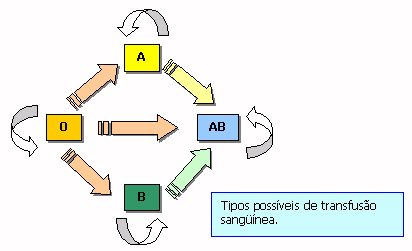 A
O
AB
B
Tipos possíveis de transfusão
sangüínea.